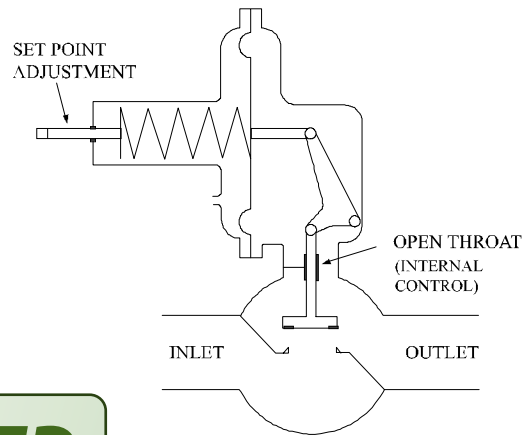 SET POINT
ADJUSTMENT
OPEN THROAT
(INTERNAL
CONTROL)
INLET
OUTLET